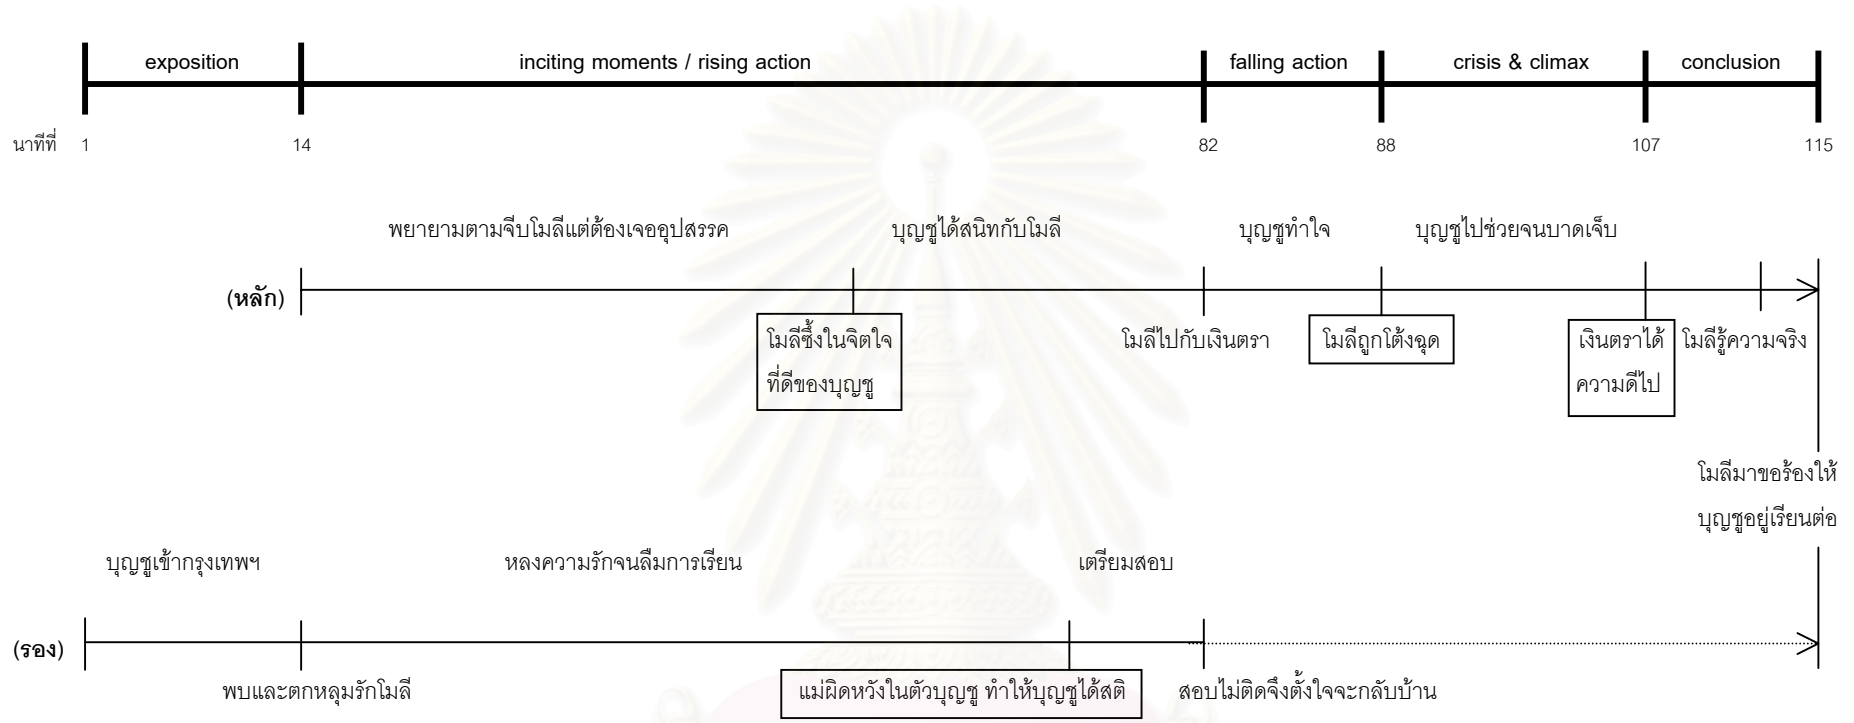 exposition
inciting moments / rising action
falling action
crisis & climax
conclusion
นาทีที่ 1 14 82 88 107 115
พยายามตามจีบโมลีแต่ต้องเจออุปสรรค
บุญชูได้สนิทกับโมลี
บุญชูทำใจ
บุญชูไปช่วยจนบาดเจ็บ
(หลัก)
โมลีซึ้งในจิตใจ
ที่ดีของบุญชู
โมลีไปกับเงินตรา
โมลีถูกโต้งฉุด
เงินตราได้
ความดีไป
โมลีรู้ความจริง
โมลีมาขอร้องให้
บุญชูอยู่เรียนต่อ
บุญชูเข้ากรุงเทพฯ
หลงความรักจนลืมการเรียน
เตรียมสอบ
(รอง)
พบและตกหลุมรักโมลี
แม่ผิดหวังในตัวบุญชู ทำให้บุญชูได้สติ
สอบไม่ติดจึงตั้งใจจะกลับบ้าน